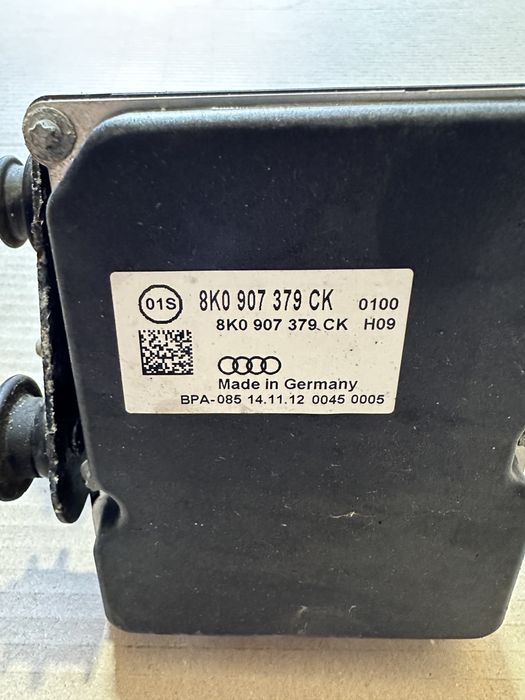 01S 8K0 907 379 CK 0100
8K0 907 379 CK H09
Made in Germany
BPA-085 14.11.12 0045 0005